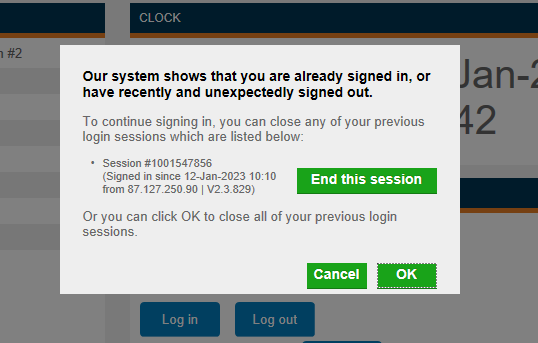 CLOCK
n #2
Jan-2
42
Our system shows that you are already signed in, or
have recently and unexpectedly signed out.
To continue signing in, you can close any of your previous
login sessions which are listed below:
• Session #1001547856
(Signed in since 12-Jan-2023 10:10
from 87.127.250.90 | V2.3.829)
End this session
Or you can click OK to close all of your previous login
sessions.
Cancel
OK
Log in
Log out